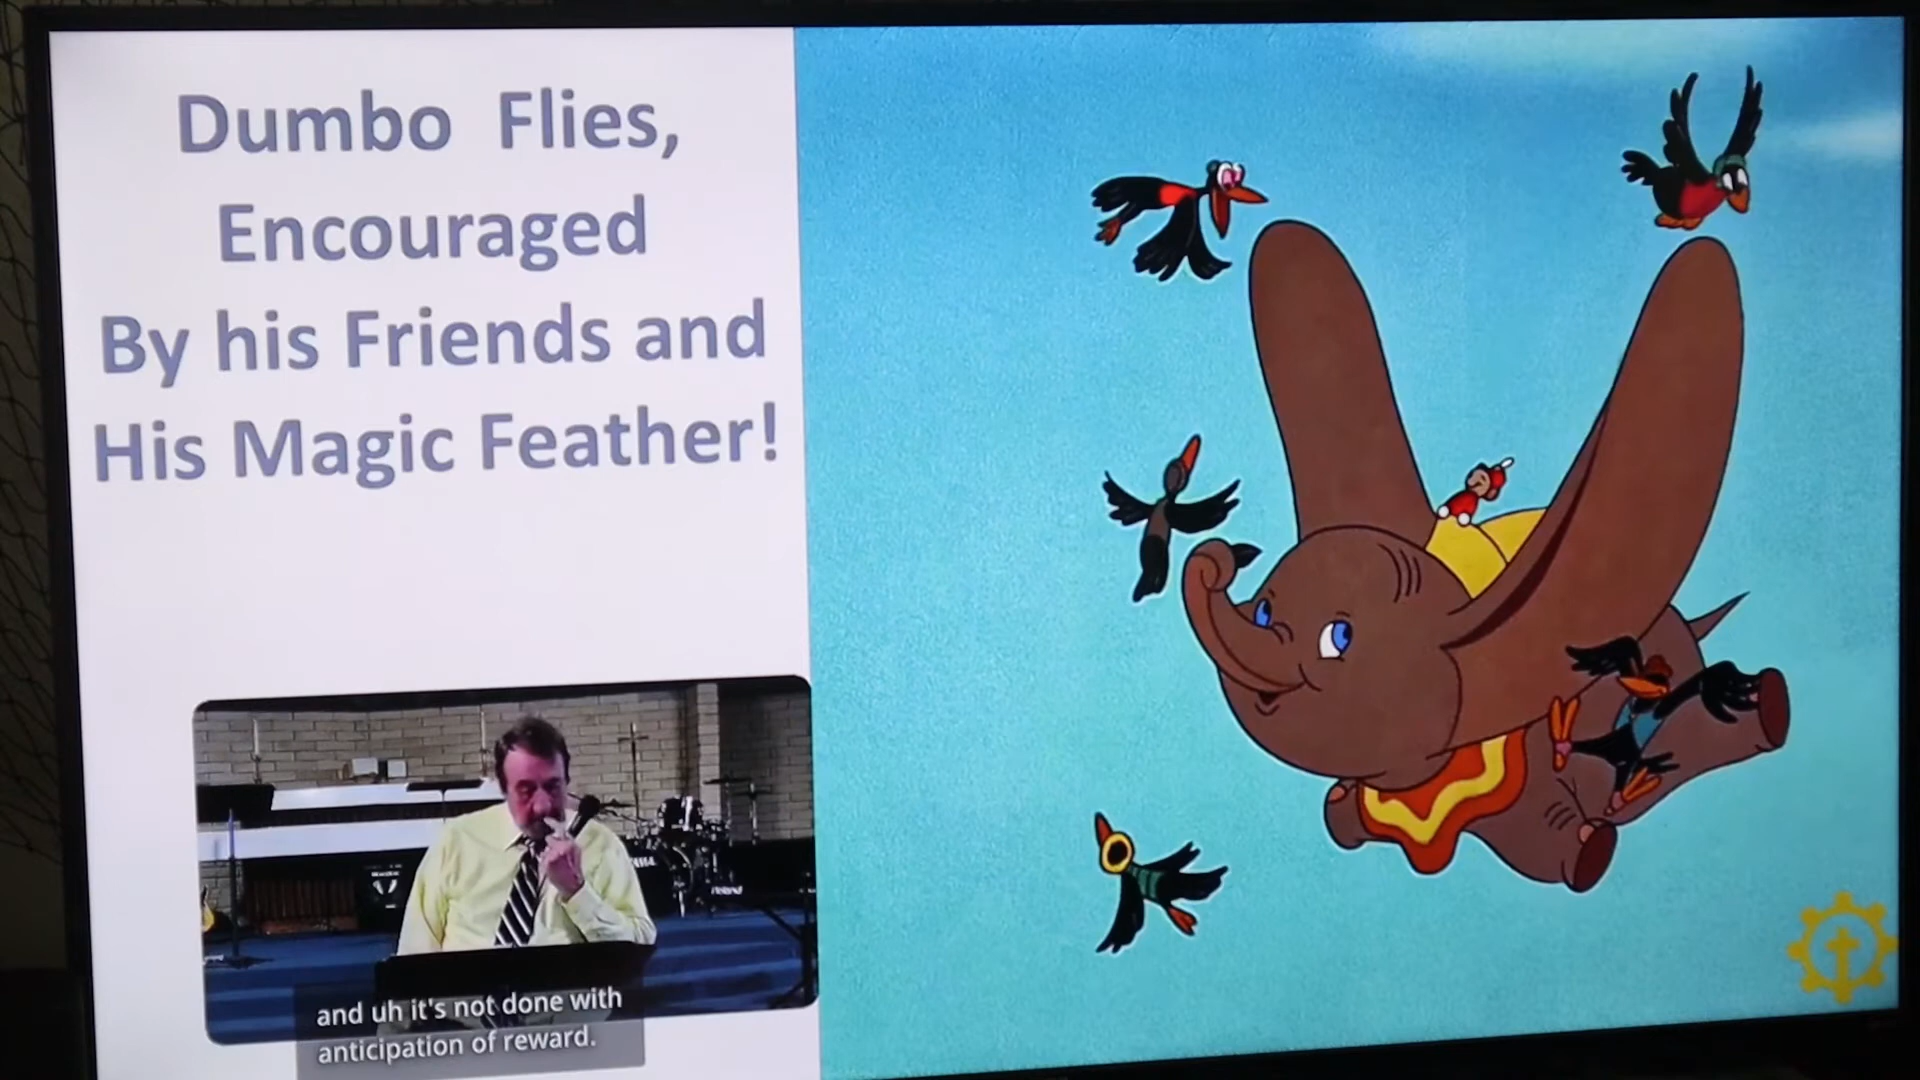 Dumbo Flies,
Encouraged
By his Friends and
His Magic Feather!
and uh it's not done with
anticipation of reward.